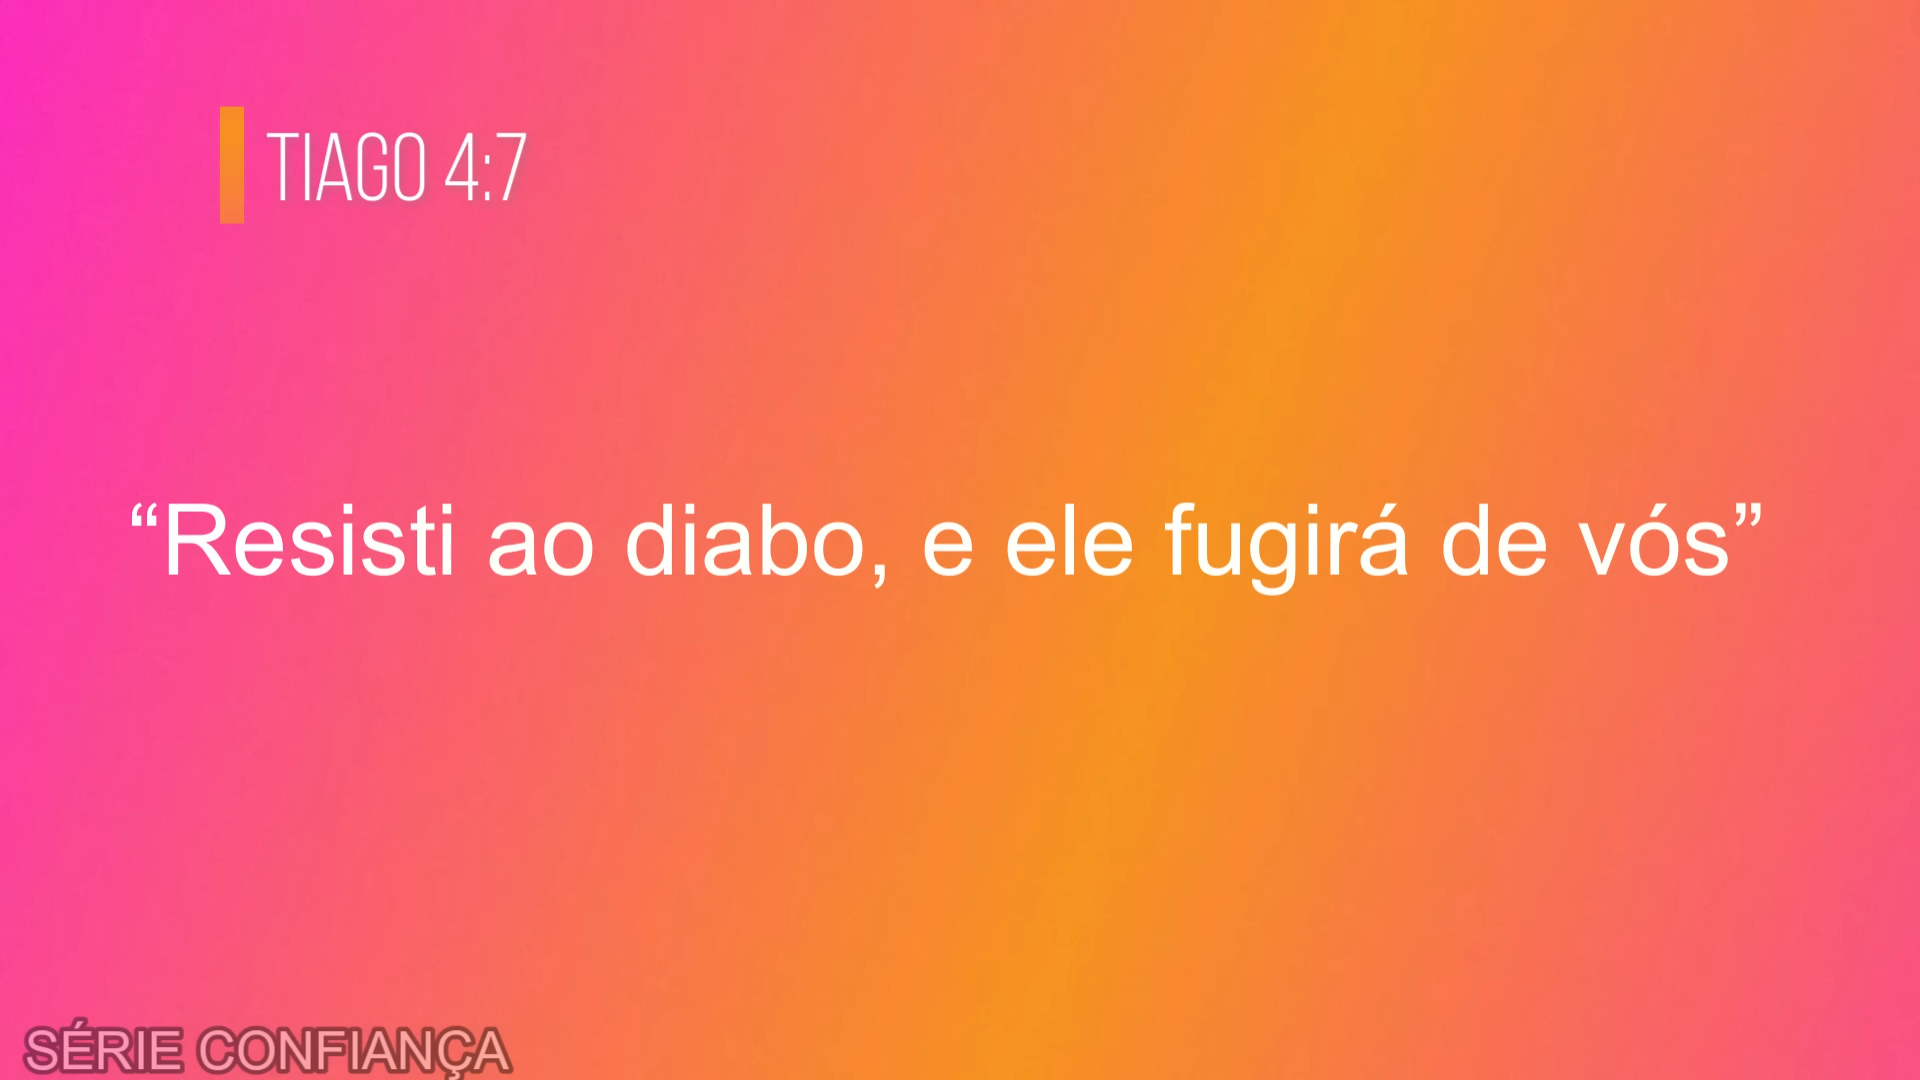 TIAGO 4:7
“Resisti ao diabo, e ele fugirá de vós”
SÉRIE CONFIANÇA